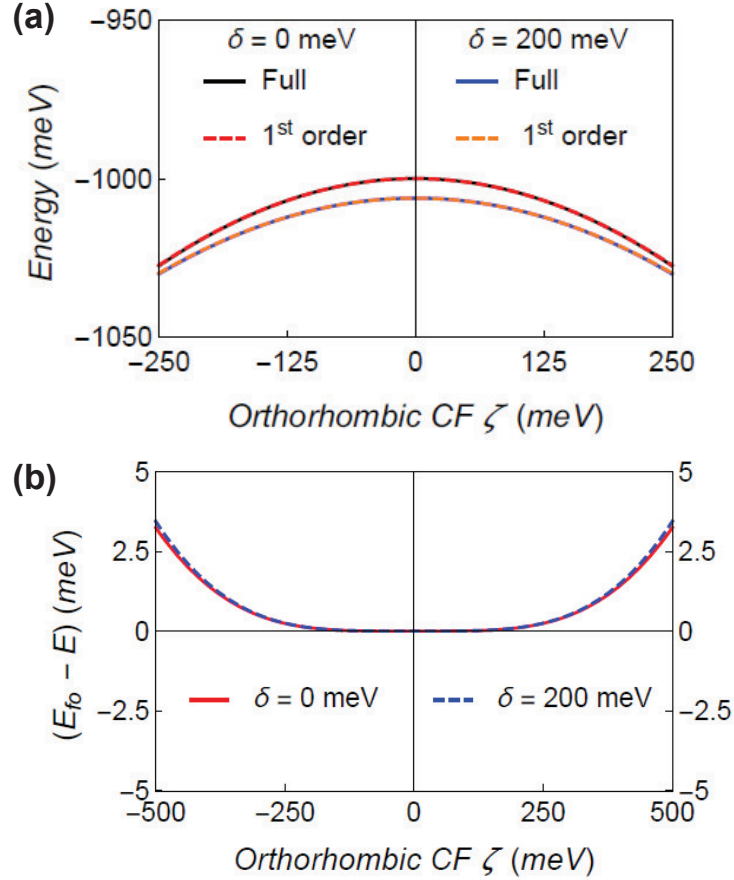 (a)
−950
δ = 0 meV
δ = 200 meV
Full
Full
1st order
1st order
Energy (meV)
−1000
−1050
−250
−125
0
125
250
Orthorhombic CF ζ (meV)
(b)
5
5
2.5
2.5
0
0
(Efo − E) (meV)
δ = 0 meV
δ = 200 meV
−2.5
−2.5
−5
−5
−500
−250
0
250
500
Orthorhombic CF ζ (meV)